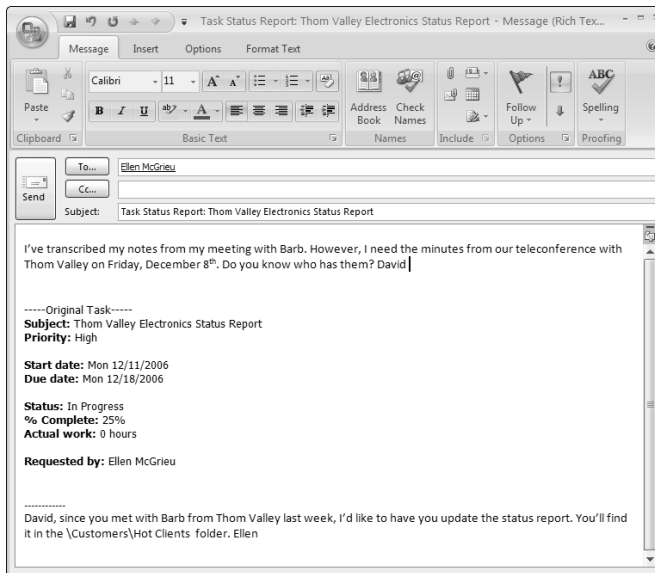 Task Status Report: Thom Valley Electronics Status Report - Message (Rich Tex...
Message Insert Options Format Text
Calibri 11 A A
ABC
Paste
B I U ab A
Address Book
Check Names
Follow Up
Spelling
Clipboard Basic Text Names Include Options Proofing
Send
To... Ellen McGrieu
Cc...
Subject: Task Status Report: Thom Valley Electronics Status Report
I've transcribed my notes from my meeting with Barb. However, I need the minutes from our teleconference with
Thom Valley on Friday, December 8th. Do you know who has them? David
-----Original Task-----
Subject: Thom Valley Electronics Status Report
Priority: High
Start date: Mon 12/11/2006
Due date: Mon 12/18/2006
Status: In Progress
% Complete: 25%
Actual work: 0 hours
Requested by: Ellen McGrieu
------------
David, since you met with Barb from Thom Valley last week, I'd like to have you update the status report. You'll find
it in the \Customers\Hot Clients folder. Ellen